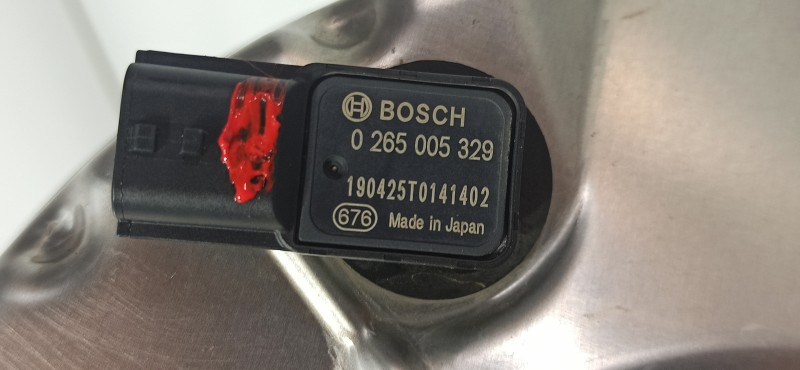 BOSCH
0 265 005 329
190425T0141402
676 Made in Japan